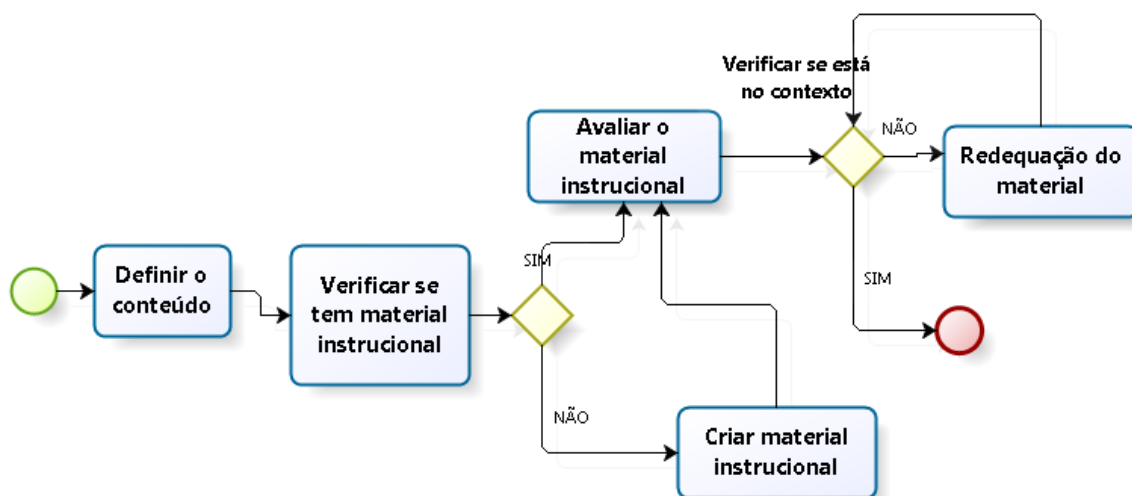 Definir o
conteúdo
Verificar se
tem material
instrucional
SIM
NÃO
Criar material
instrucional
Avaliar o
material
instrucional
Verificar se está
no contexto
NÃO
Redequação do
material
SIM